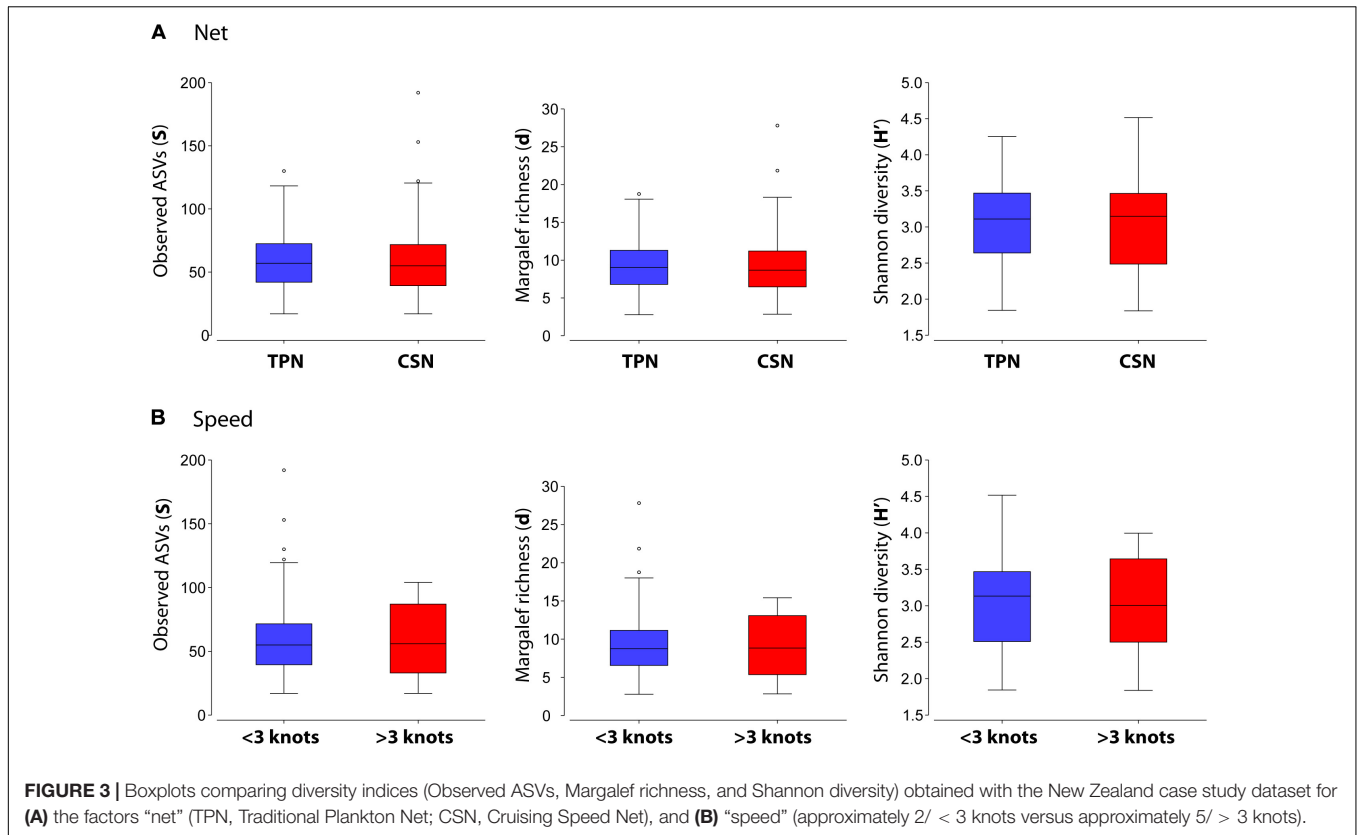 A Net
200
150
100
50
0
Observed ASVs (S)
TPN
CSN
30
25
20
15
10
5
0
Margalef richness (d)
TPN
CSN
5.0
4.5
4.0
3.5
3.0
2.5
2.0
1.5
Shannon diversity (H')
TPN
CSN
B Speed
200
150
100
50
0
Observed ASVs (S)
<3 knots
>3 knots
30
25
20
15
10
5
0
Margalef richness (d)
<3 knots
>3 knots
5.0
4.5
4.0
3.5
3.0
2.5
2.0
1.5
Shannon diversity (H')
<3 knots
>3 knots
FIGURE 3 | Boxplots comparing diversity indices (Observed ASVs, Margalef richness, and Shannon diversity) obtained with the New Zealand case study dataset for
(A) the factors “net” (TPN, Traditional Plankton Net; CSN, Cruising Speed Net), and (B) “speed” (approximately 2/ < 3 knots versus approximately 5/ > 3 knots).